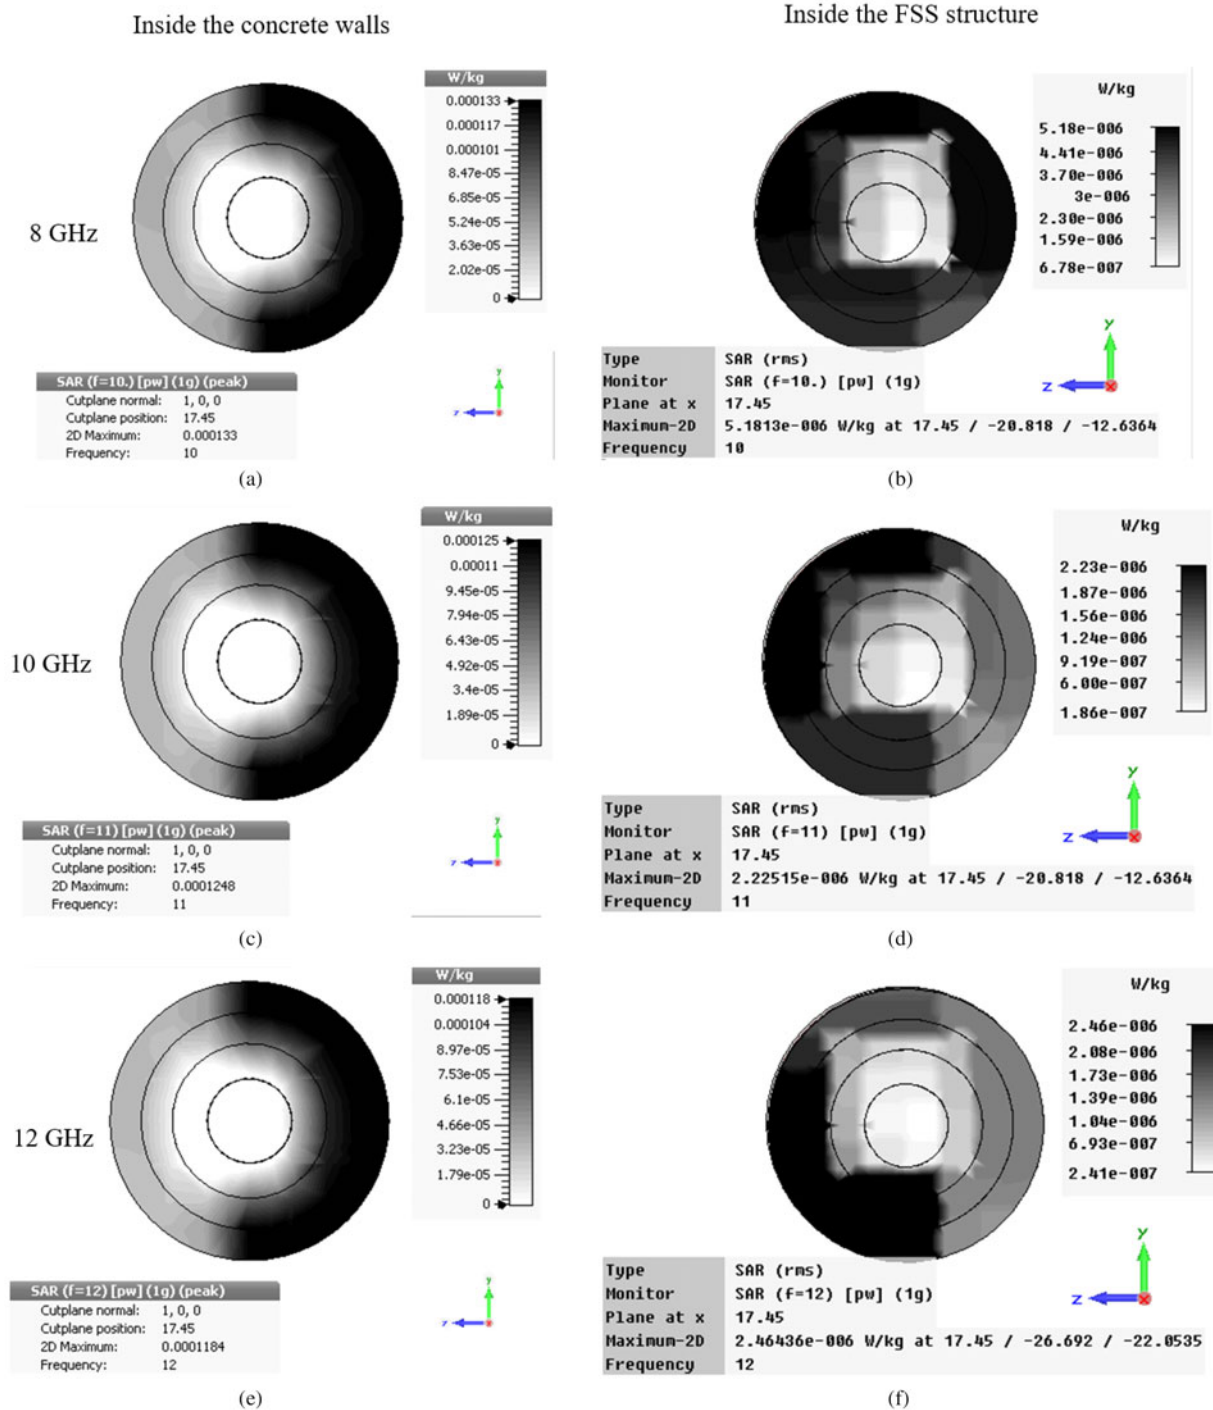 Inside the concrete walls
Inside the FSS structure
8 GHz
W/kg
0.000133
0.000117
0.000101
8.47e-05
6.85e-05
5.24e-05
3.63e-05
2.02e-05
0
SAR (f=10.) [pw] (1g) (peak)
Cutplane normal: 1, 0, 0
Cutplane position: 17.45
2D Maximum: 0.000133
Frequency: 10
y
z
(a)
W/kg
5.18e-006
4.41e-006
3.70e-006
3e-006
2.30e-006
1.59e-006
6.78e-007
Y
Z
Type SAR (rms)
Monitor SAR (f=10.) [pw] (1g)
Plane at x 17.45
Maximum-2D 5.1813e-006 W/kg at 17.45 / -20.818 / -12.6364
Frequency 10
(b)
10 GHz
W/kg
0.000125
0.00011
9.45e-05
7.94e-05
6.43e-05
4.92e-05
3.4e-05
1.89e-05
0
SAR (f=11) [pw] (1g) (peak)
Cutplane normal: 1, 0, 0
Cutplane position: 17.45
2D Maximum: 0.0001248
Frequency: 11
y
z
(c)
W/kg
2.23e-006
1.87e-006
1.56e-006
1.24e-006
9.19e-007
6.00e-007
1.86e-007
Y
Z
Type SAR (rms)
Monitor SAR (f=11) [pw] (1g)
Plane at x 17.45
Maximum-2D 2.22515e-006 W/kg at 17.45 / -20.818 / -12.6364
Frequency 11
(d)
12 GHz
W/kg
0.000118
0.000104
8.97e-05
7.53e-05
6.1e-05
4.66e-05
3.23e-05
1.79e-05
0
SAR (f=12) [pw] (1g) (peak)
Cutplane normal: 1, 0, 0
Cutplane position: 17.45
2D Maximum: 0.0001184
Frequency: 12
y
z
(e)
W/kg
2.46e-006
2.08e-006
1.73e-006
1.39e-006
1.04e-006
6.93e-007
2.41e-007
Y
Z
Type SAR (rms)
Monitor SAR (f=12) [pw] (1g)
Plane at x 17.45
Maximum-2D 2.46436e-006 W/kg at 17.45 / -26.692 / -22.0535
Frequency 12
(f)